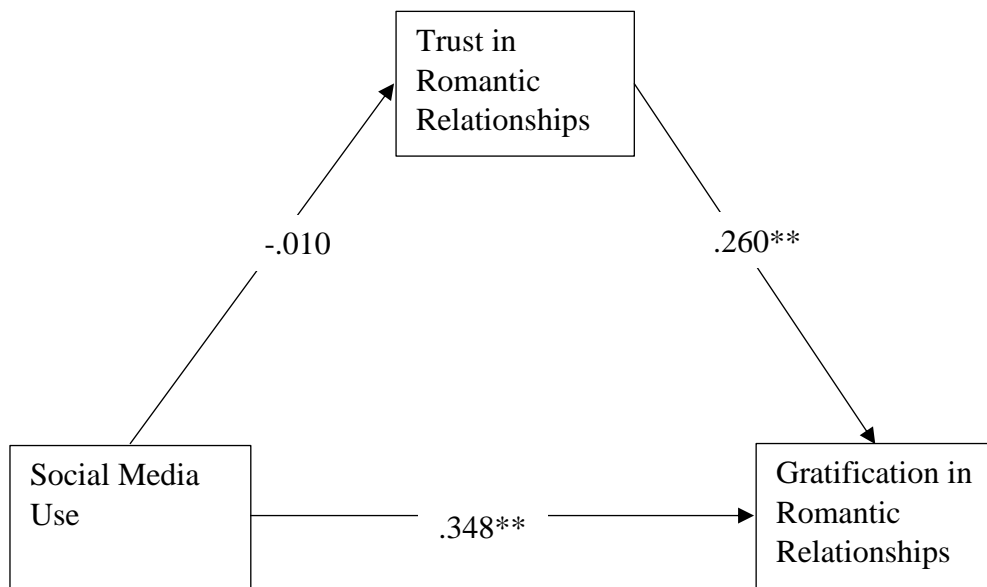 Trust in
Romantic
Relationships
-.010
.260**
Social Media
Use
.348**
Gratification in
Romantic
Relationships